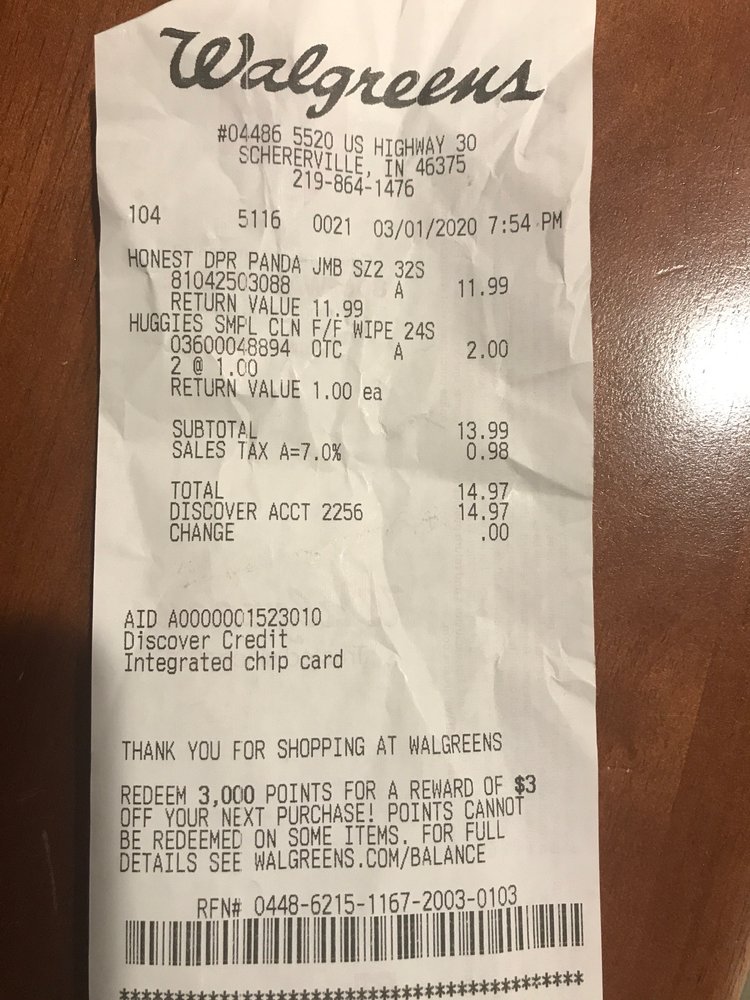 Walgreens
#04486 5520 US HIGHWAY 30
SCHERERVILLE, IN 46375
219-864-1476
104 5116 0021 03/01/2020 7:54 PM
HONEST DPR PANDA JMB SZ2 32S
81042503088 A 11.99
RETURN VALUE 11.99
HUGGIES SMPL CLN F/F WIPE 24S
03600048894 OTC A 2.00
2 @ 1.00
RETURN VALUE 1.00 ea
SUBTOTAL 13.99
SALES TAX A=7.0% 0.98
TOTAL 14.97
DISCOVER ACCT 2256 14.97
CHANGE .00
AID A0000001523010
Discover Credit
Integrated chip card
THANK YOU FOR SHOPPING AT WALGREENS
REDEEM 3,000 POINTS FOR A REWARD OF $3
OFF YOUR NEXT PURCHASE! POINTS CANNOT
BE REDEEMED ON SOME ITEMS. FOR FULL
DETAILS SEE WALGREENS.COM/BALANCE
RFN# 0448-6215-1167-2003-0103
******************************************